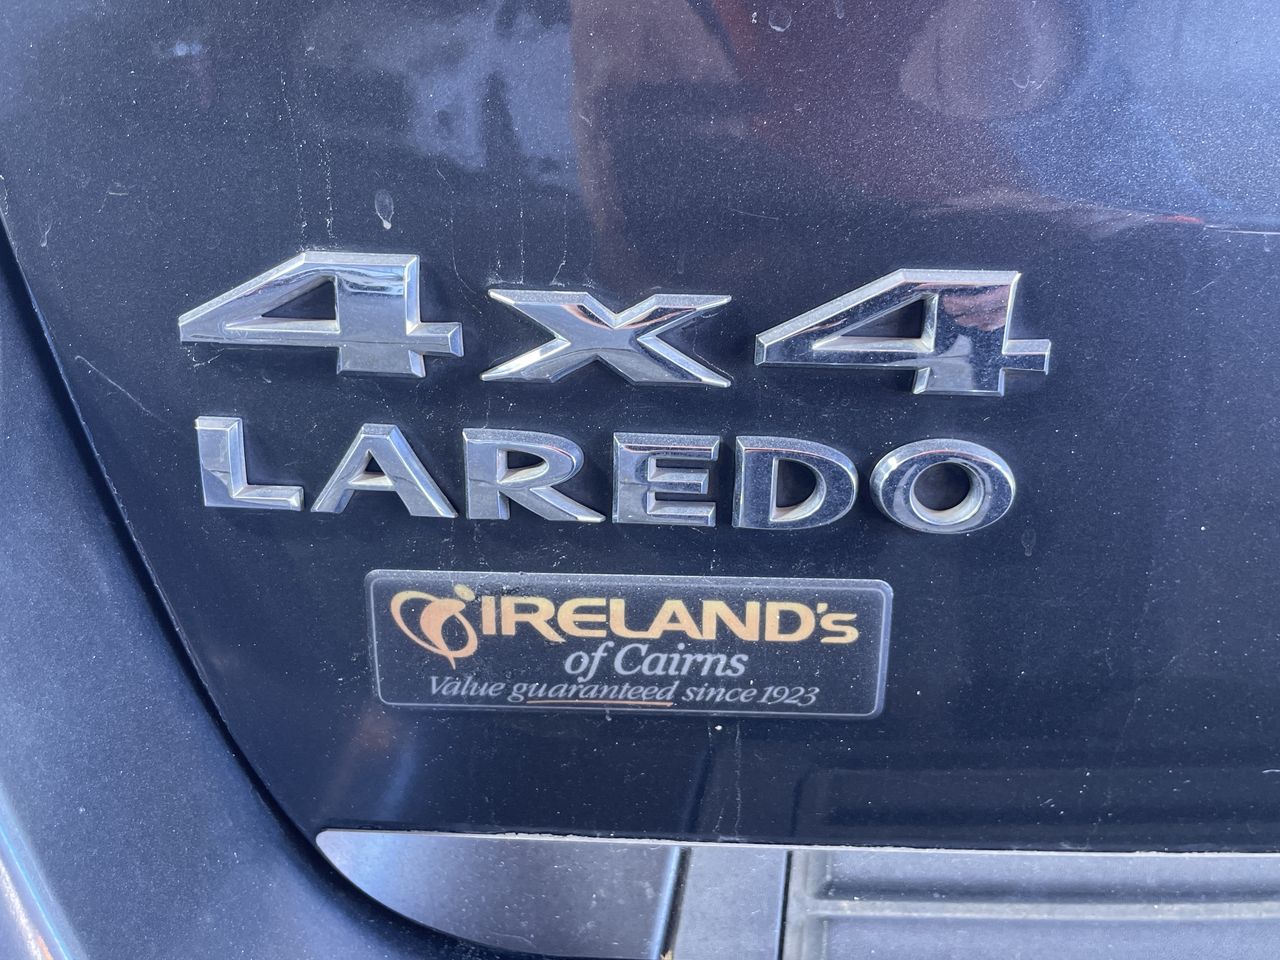 4x4
LAREDO
IRELAND's
of Cairns
Value guaranteed since 1923